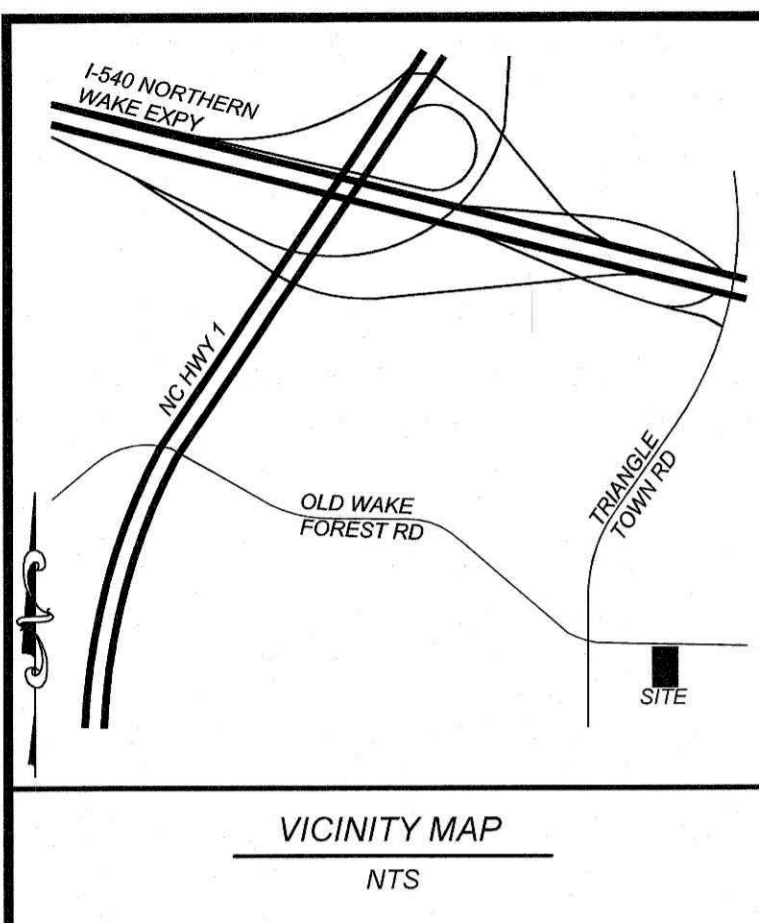 I-540 NORTHERN
WAKE EXPY
NC HWY 1
OLD WAKE
FOREST RD
TRIANGLE
TOWN RD
SITE
VICINITY MAP
NTS